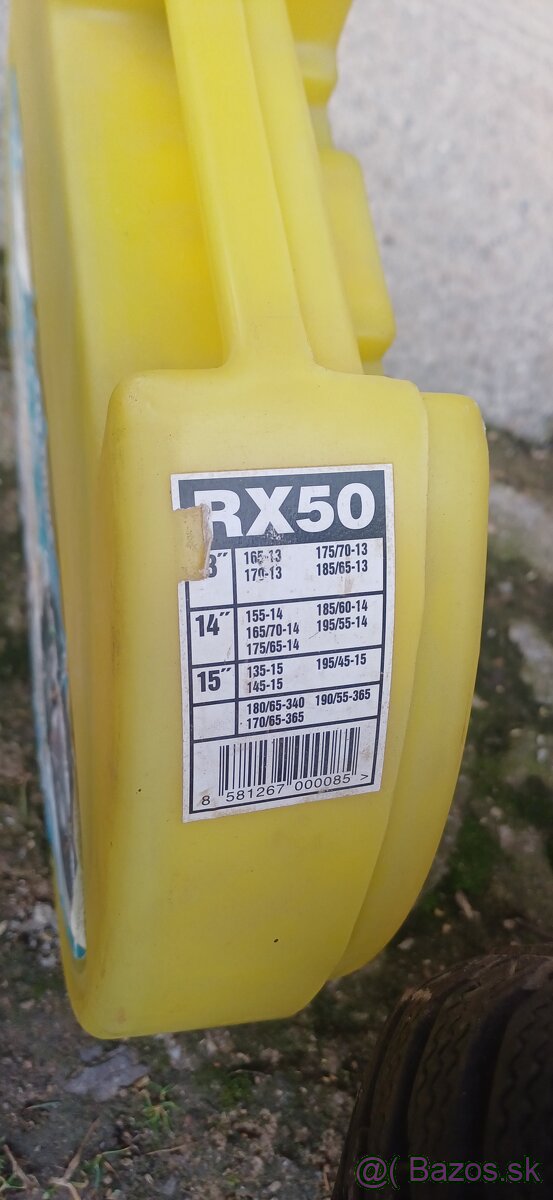 RX50
3" 165-13 175/70-13
170-13 185/65-13
14" 155-14 185/60-14
165/70-14 195/55-14
175/65-14
15" 135-15 195/45-15
145-15
180/65-340 190/55-365
170/65-365
8 581267 000085 >
@( Bazos.sk